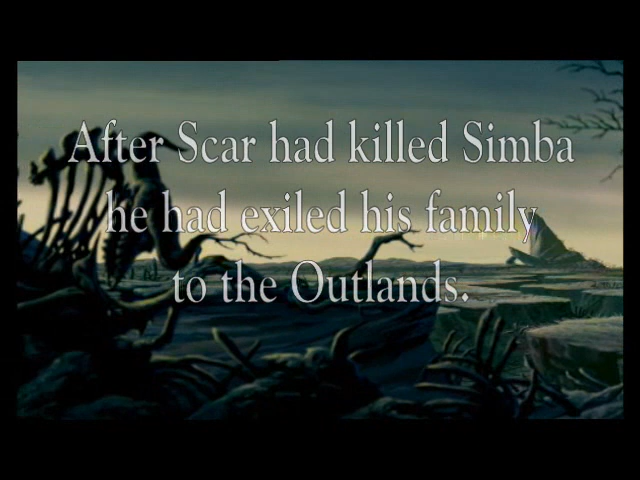 After Scar had killed Simba
he had exiled his family
to the Outlands.